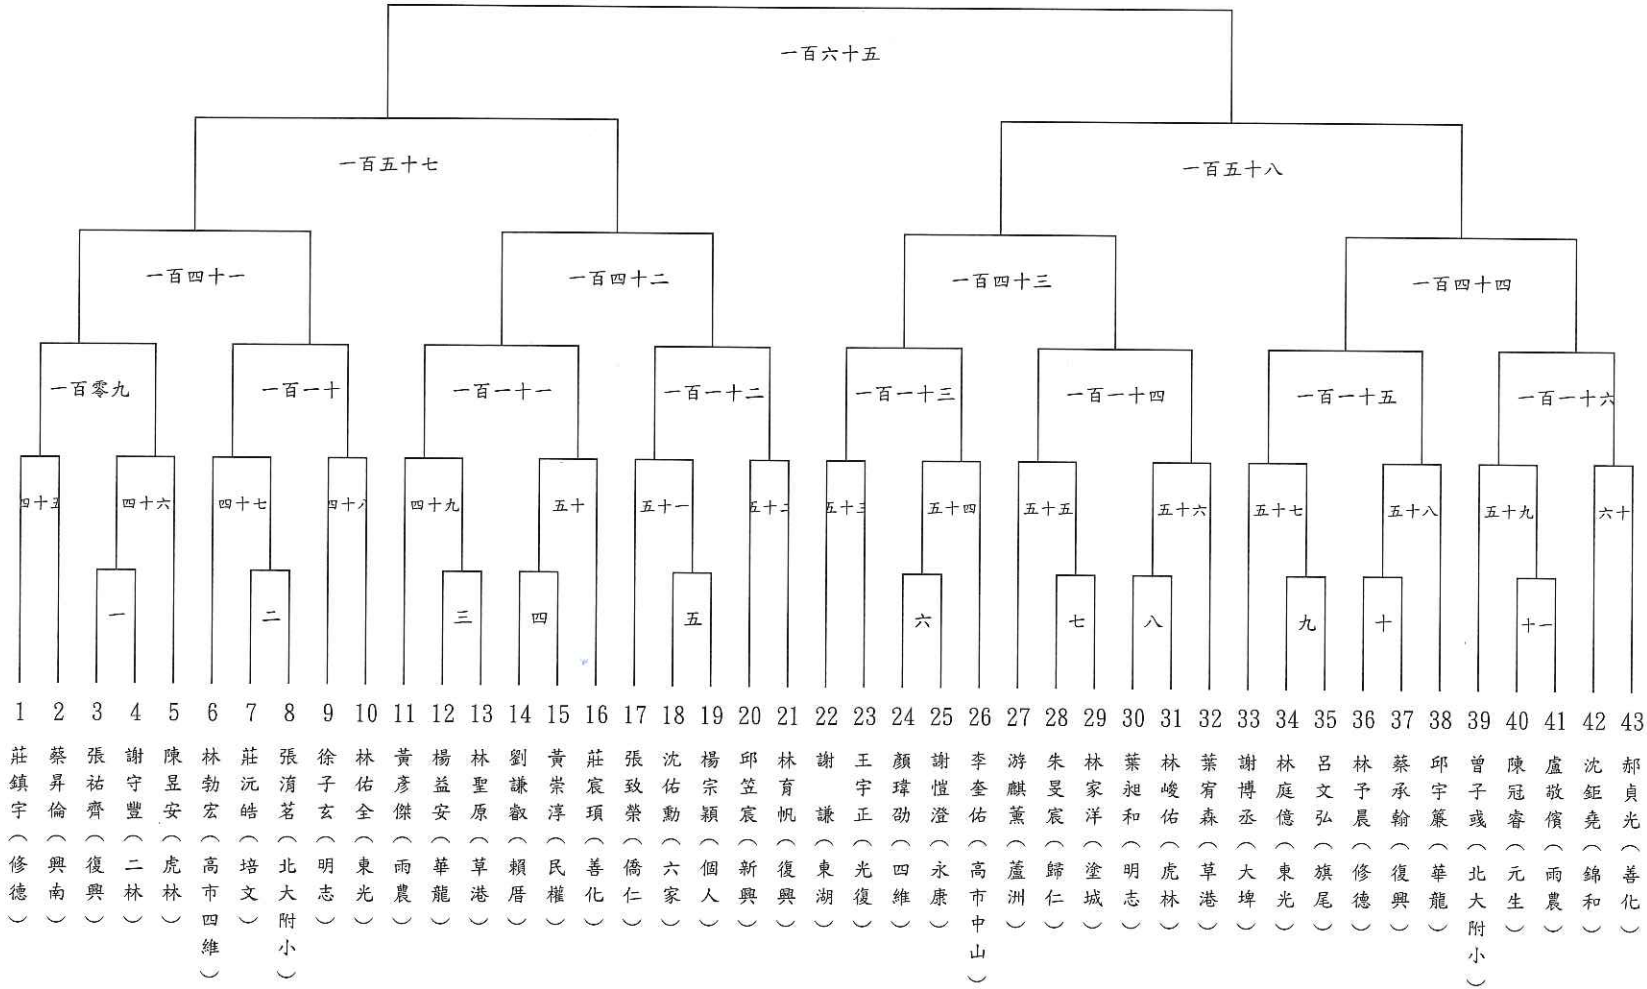 一百六十五
一百五十七
一百五十八
一百四十一
一百四十二
一百四十三
一百四十四
一百零九
一百一十
一百一十一
一百一十二
一百一十三
一百一十四
一百一十五
一百一十六
四十五
四十六
四十七
四十八
四十九
五十
五十一
五十二
五十三
五十四
五十五
五十六
五十七
五十八
五十九
六十
一
二
三
四
五
六
七
八
九
十
十一
1 莊鎮宇（修德）
2 蔡昇倫（興南）
3 張祐齊（復興）
4 謝守豐（二林）
5 陳昱安（虎林）
6 林勃宏（高市四維）
7 莊沅皓（培文）
8 張淯茗（北大附小）
9 徐子玄（明志）
10 林佑全（東光）
11 黃彥傑（雨農）
12 楊益安（華龍）
13 林聖原（草港）
14 劉謙叡（賴厝）
15 黃崇淳（民權）
16 莊宸頊（善化）
17 張致榮（僑仁）
18 沈佑勳（六家）
19 楊宗穎（個人）
20 邱笠宸（新興）
21 林育帆（復興）
22 謝謙（東湖）
23 王宇正（光復）
24 顏瑋劭（四維）
25 謝愷澄（永康）
26 李奎佑（高市中山）
27 游麒薰（蘆洲）
28 朱旻宸（歸仁）
29 林家洋（塗城）
30 葉昶和（明志）
31 林峻佑（虎林）
32 葉宥森（草港）
33 謝博丞（大埤）
34 林庭億（東光）
35 呂文弘（旗尾）
36 林予晨（修德）
37 蔡承翰（復興）
38 邱宇簾（華龍）
39 曾子彧（北大附小）
40 陳冠睿（元生）
41 盧敬儐（雨農）
42 沈鉅堯（錦和）
43 郝貞光（善化）